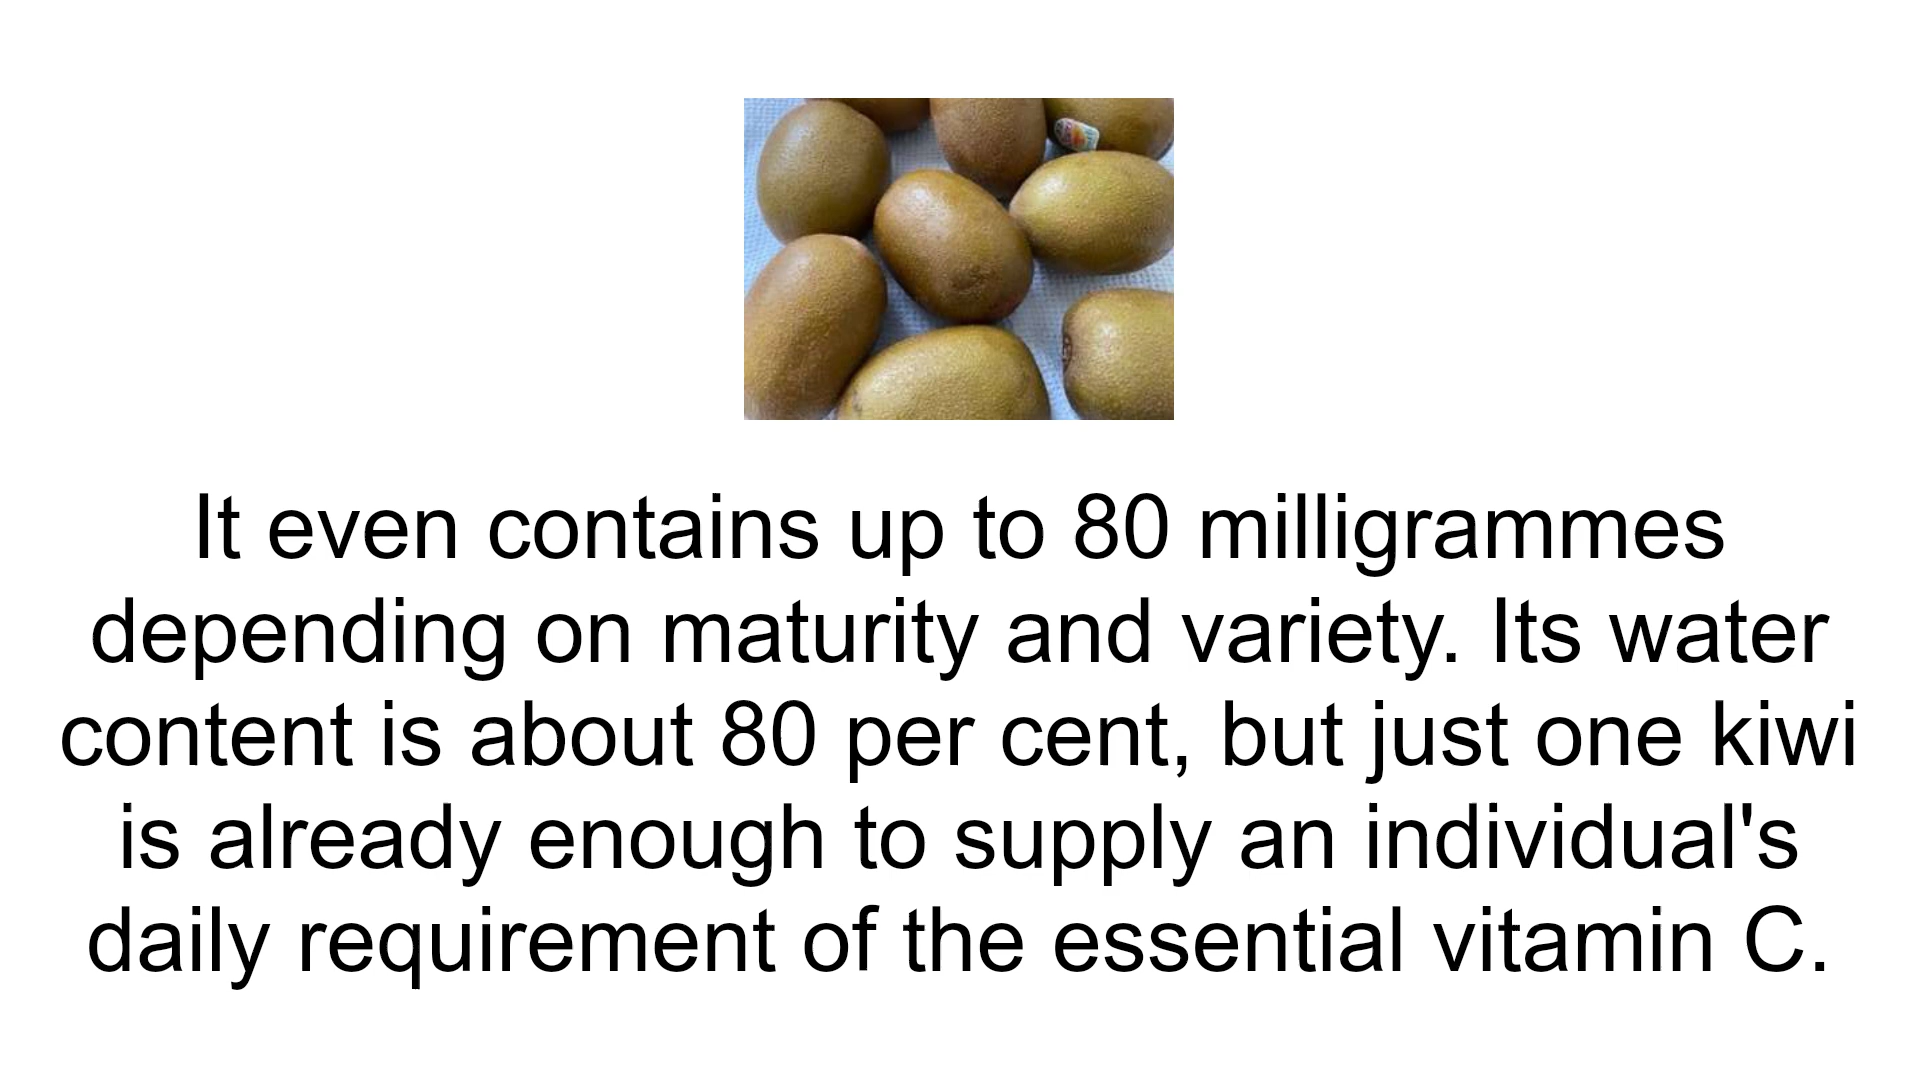 It even contains up to 80 milligrammes
depending on maturity and variety. Its water
content is about 80 per cent, but just one kiwi
is already enough to supply an individual's
daily requirement of the essential vitamin C.